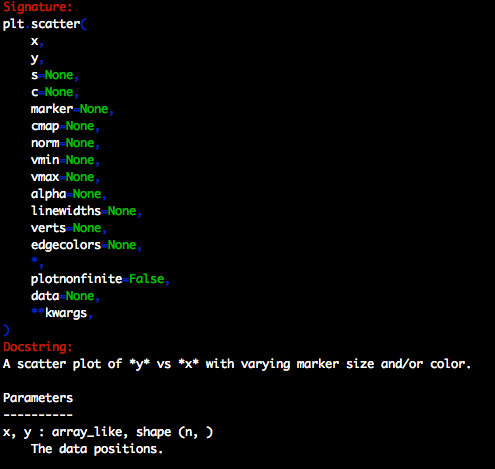 Signature:
plt.scatter(
    x,
    y,
    s=None,
    c=None,
    marker=None,
    cmap=None,
    norm=None,
    vmin=None,
    vmax=None,
    alpha=None,
    linewidths=None,
    verts=None,
    edgecolors=None,
    *,
    plotnonfinite=False,
    data=None,
    **kwargs,
)
Docstring:
A scatter plot of *y* vs *x* with varying marker size and/or color.

Parameters
----------
x, y : array_like, shape (n, )
    The data positions.